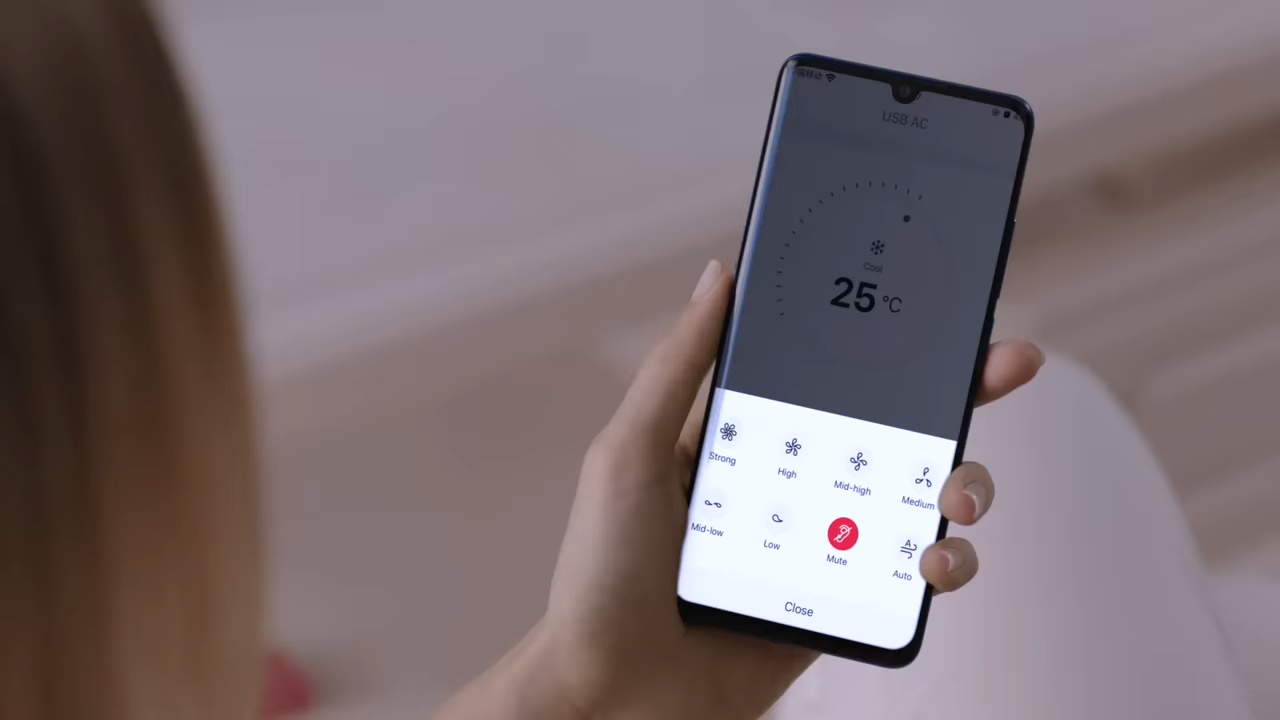 USB AC
Cool
25 °C
Strong High Mid-high Medium
Mid-low Low Mute Auto
Close